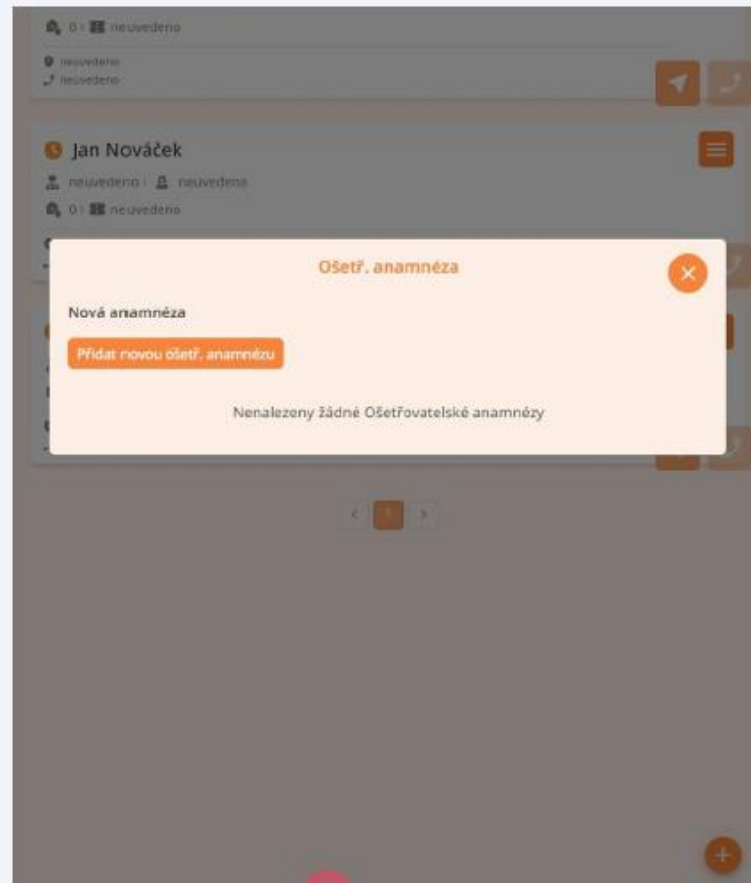 0 | neuvedeno
neuvedeno
neuvedeno
Jan Nováček
neuvedeno | neuvedeno
0 | neuvedeno
Ošetř. anamnéza
Nová anamnéza
Přidat novou ošetř. anamnézu
Nenalezeny žádné Ošetřovatelské anamnézy
< 1 >